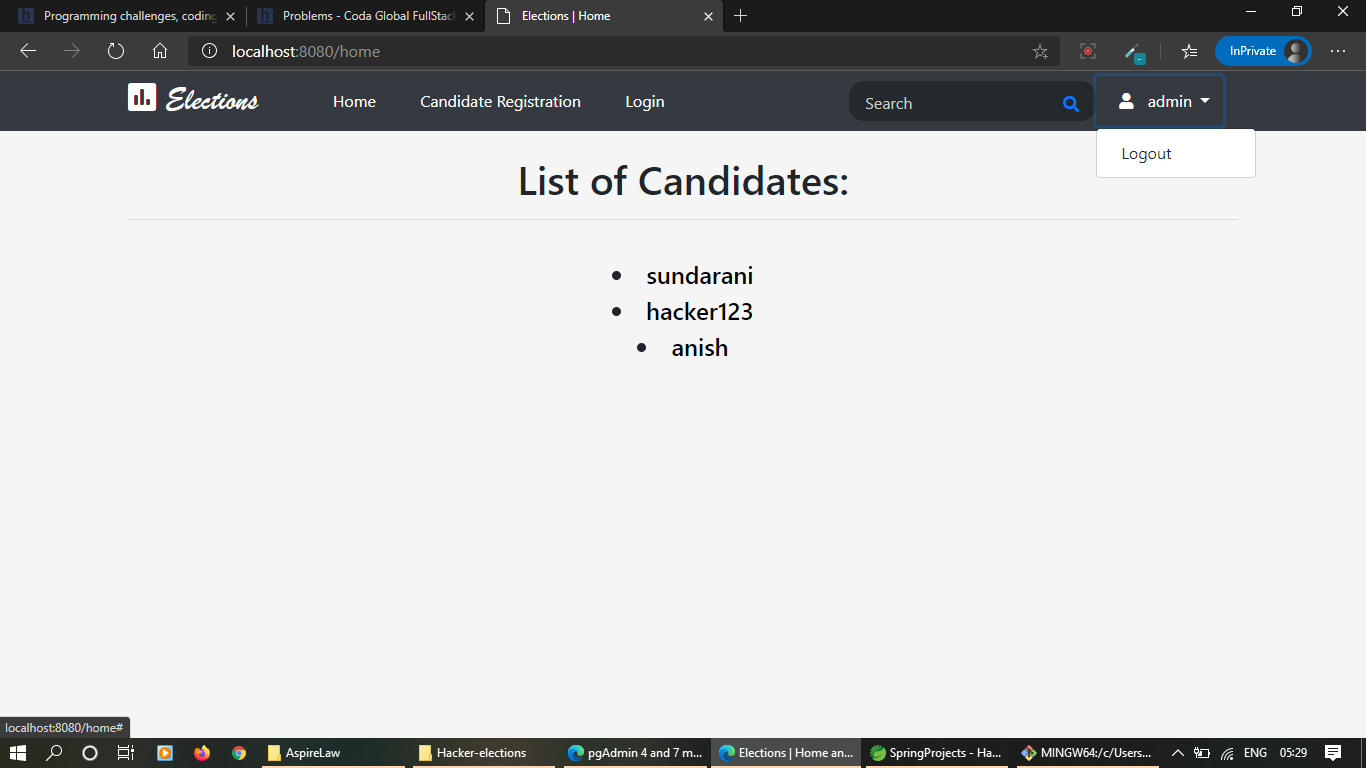 Programming challenges, coding
Problems - Coda Global FullStack
Elections | Home
localhost:8080/home
InPrivate
Elections
Home
Candidate Registration
Login
Search
admin
Logout
List of Candidates:
sundarani
hacker123
anish
localhost:8080/home#
AspireLaw
Hacker-elections
pgAdmin 4 and 7 m...
Elections | Home an...
SpringProjects - Ha...
MINGW64:/c/Users...
ENG
05:29